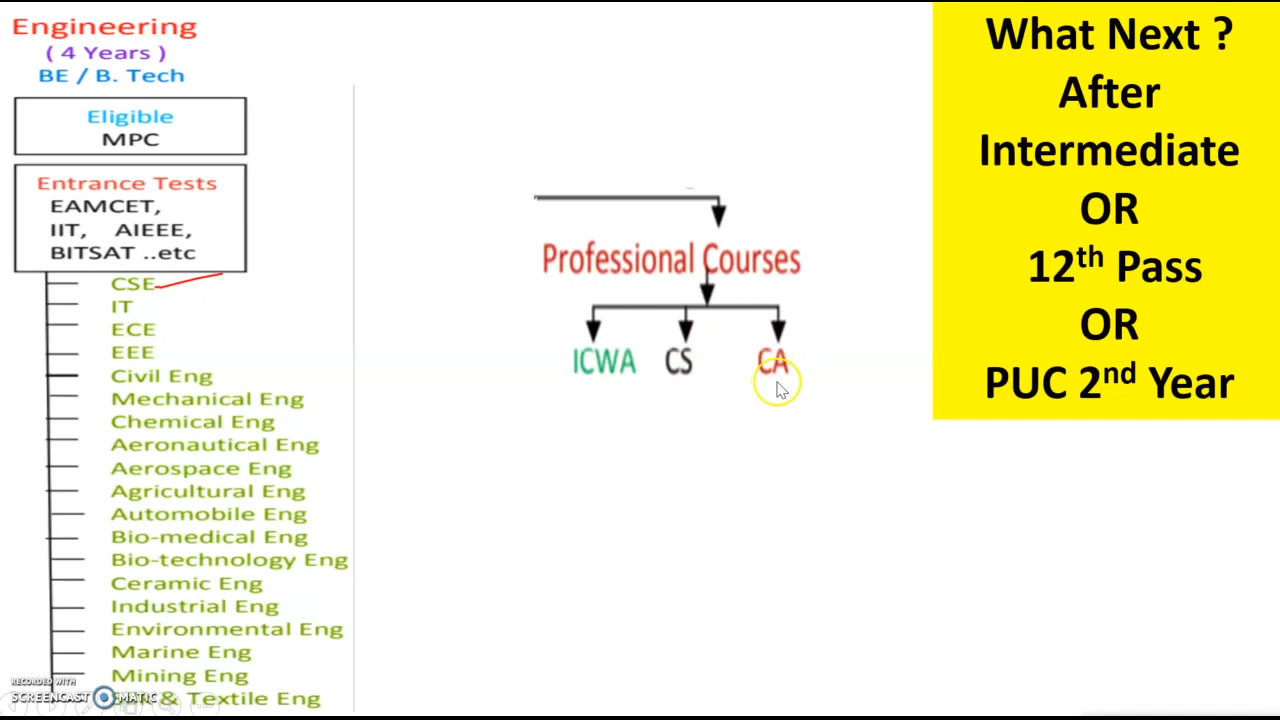 Engineering
( 4 Years )
BE / B. Tech
Eligible
MPC
Entrance Tests
EAMCET,
IIT, AIEEE,
BITSAT ..etc
CSE
IT
ECE
EEE
Civil Eng
Mechanical Eng
Chemical Eng
Aeronautical Eng
Aerospace Eng
Agricultural Eng
Automobile Eng
Bio-medical Eng
Bio-technology Eng
Ceramic Eng
Industrial Eng
Environmental Eng
Marine Eng
Mining Eng
& Textile Eng
Professional Courses
ICWA CS CA
What Next ?
After
Intermediate
OR
12th Pass
OR
PUC 2nd Year
RECORDED WITH
SCREENCAST MATIC